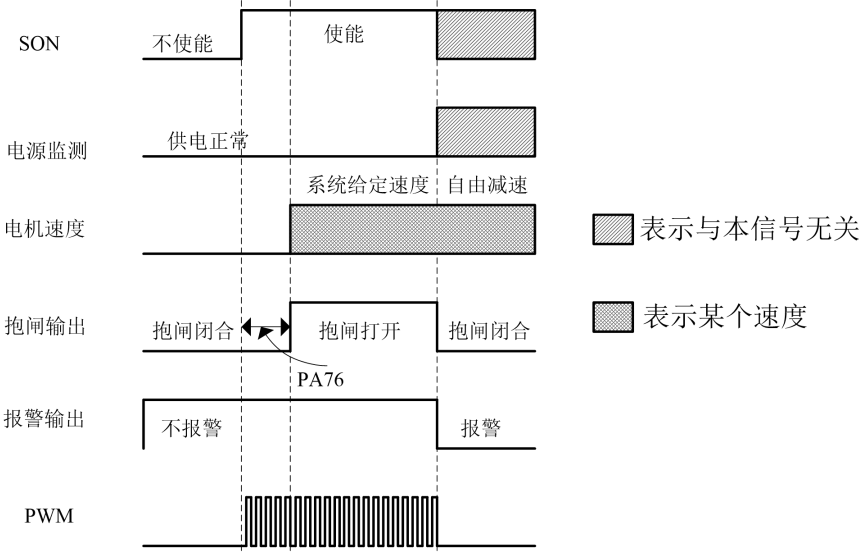 SON
不使能
使能
电源监测
供电正常
系统给定速度
自由减速
电机速度
表示与本信号无关
抱闸输出
抱闸闭合
抱闸打开
抱闸闭合
表示某个速度
PA76
报警输出
不报警
报警
PWM